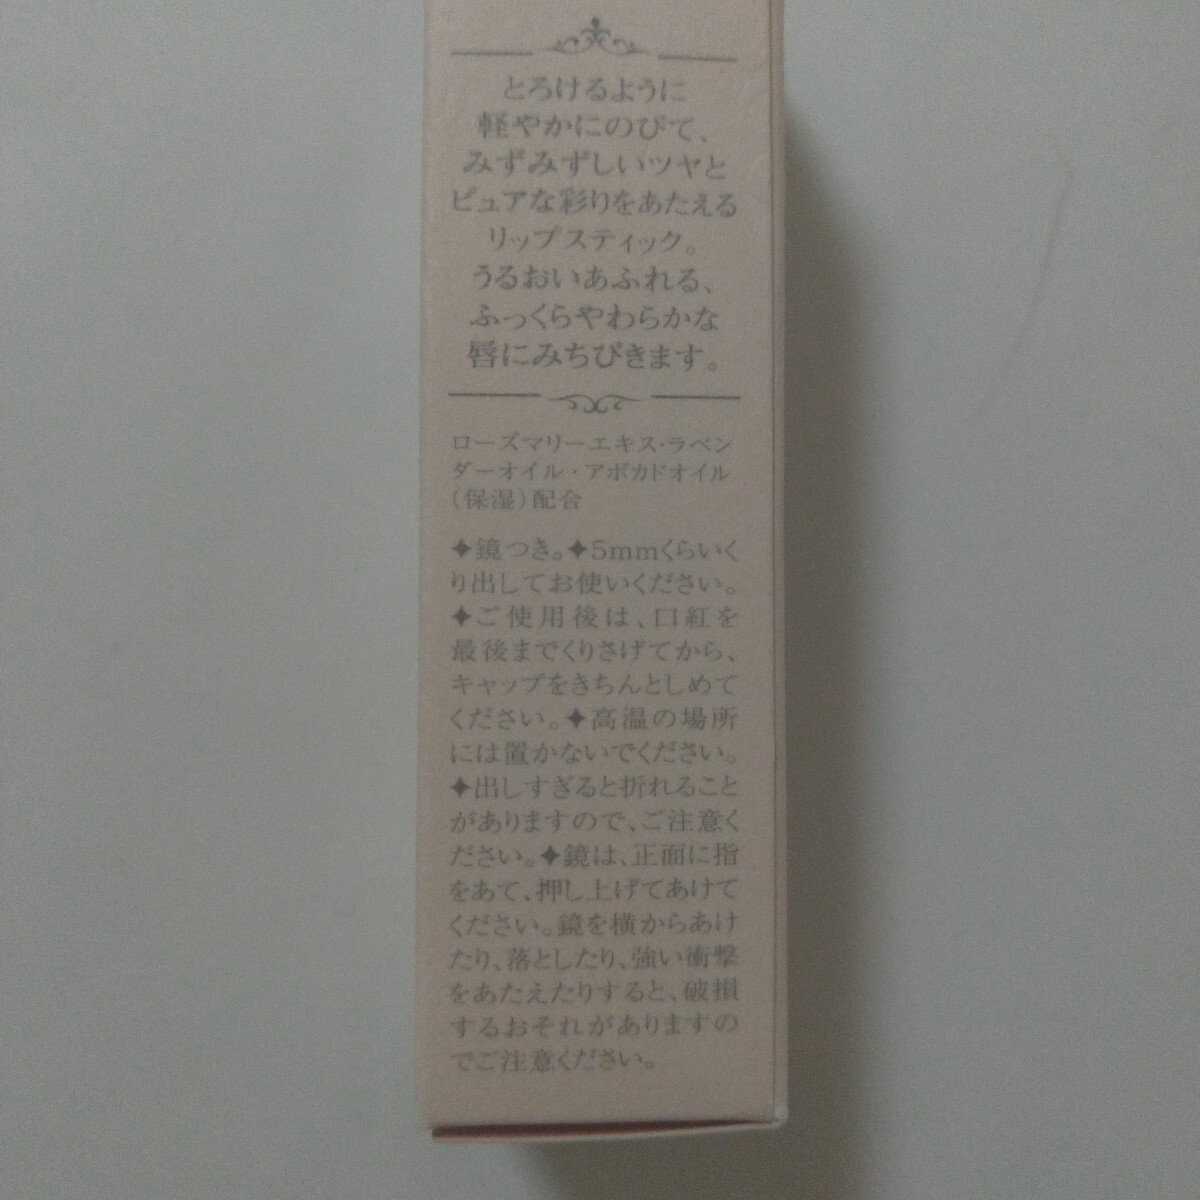 とろけるように
軽やかにのびて、
みずみずしいツヤと
ピュアな彩りをあたえる
リップスティック。
うるおいあふれる、
ふっくらやわらかな
唇にみちびきます。
ローズマリーエキス・ラベン
ダーオイル・アボカドオイル
（保湿）配合
✦鏡つき。✦5mmくらいく
り出してお使いください。
✦ご使用後は、口紅を
最後までくりさげてから、
キャップをきちんとしめて
ください。✦高温の場所
には置かないでください。
✦出しすぎると折れること
がありますので、ご注意く
ださい。✦鏡は、正面に指
をあて、押し上げてあけて
ください。鏡を横からあけ
たり、落としたり、強い衝撃
をあたえたりすると、破損
するおそれがありますの
でご注意ください。